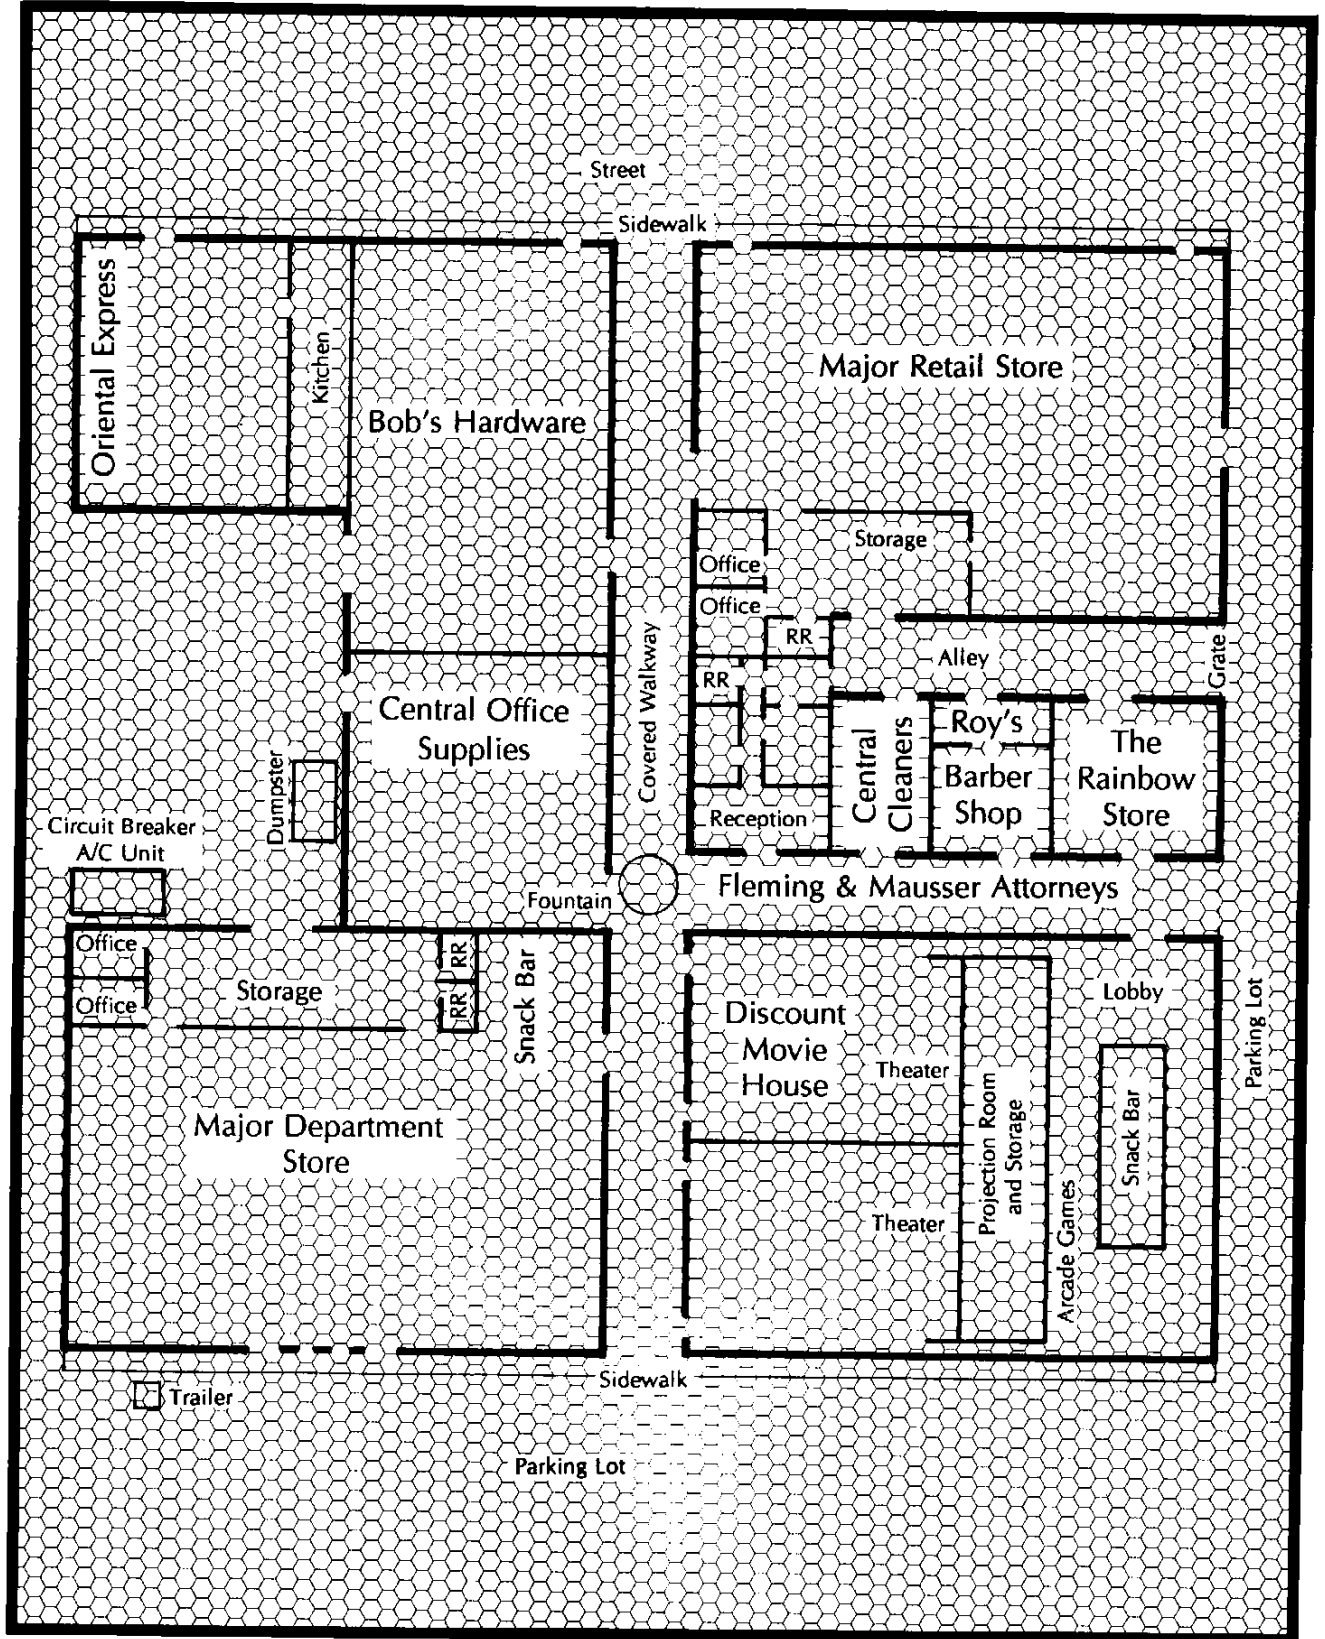 Street
Sidewalk
Oriental Express
Kitchen
Bob's Hardware
Major Retail Store
Storage
Office
Office
RR
RR
Alley
Grate
Covered Walkway
Central Office
Supplies
Dumpster
Circuit Breaker
A/C Unit
Central
Cleaners
Roy's
Barber
Shop
The
Rainbow
Store
Reception
Fountain
Fleming & Mausser Attorneys
Office
Office
Storage
RR
RR
Snack Bar
Major Department
Store
Discount
Movie
House
Theater
Theater
Projection Room
and Storage
Arcade Games
Lobby
Snack Bar
Parking Lot
Sidewalk
Trailer
Parking Lot